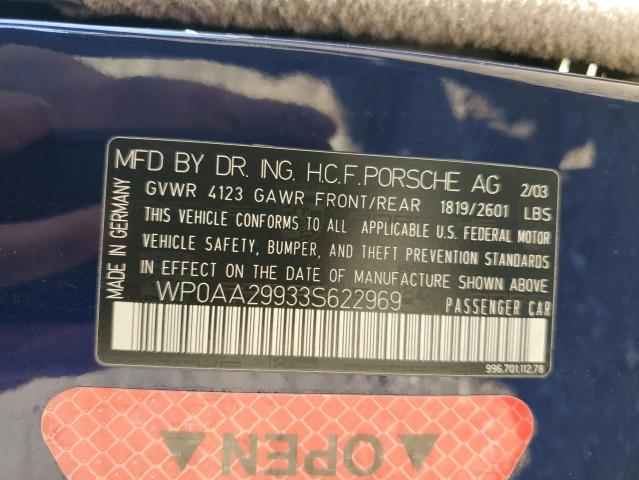 MFD BY DR. ING. H.C.F. PORSCHE AG 2/03
GVWR 4123 GAWR FRONT/REAR 1819/2601 LBS
THIS VEHICLE CONFORMS TO ALL APPLICABLE U.S. FEDERAL MOTOR
VEHICLE SAFETY, BUMPER, AND THEFT PREVENTION STANDARDS
IN EFFECT ON THE DATE OF MANUFACTURE SHOWN ABOVE
WP0AA29933S622969 PASSENGER CAR
MADE IN GERMANY
996.701.112.78
OPEN